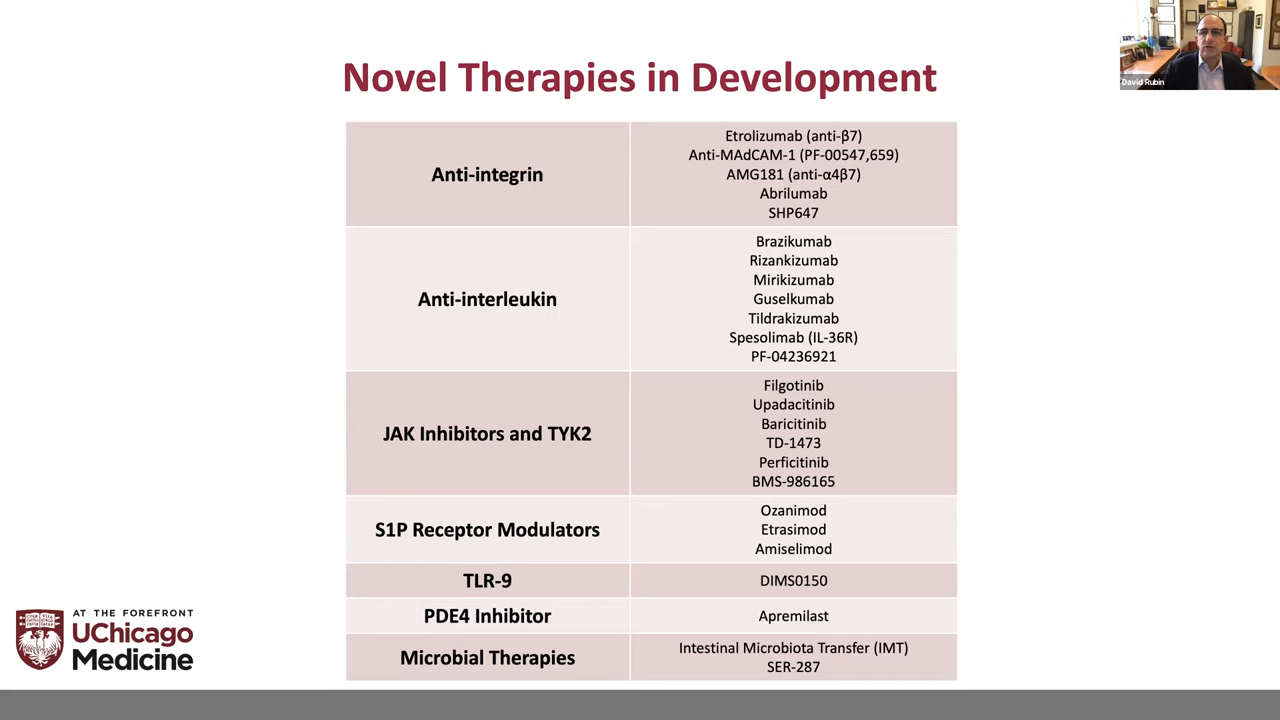 David Rubin
Novel Therapies in Development
Anti-integrin
Etrolizumab (anti-β7)
Anti-MAdCAM-1 (PF-00547,659)
AMG181 (anti-α4β7)
Abrilumab
SHP647
Anti-interleukin
Brazikumab
Rizankizumab
Mirikizumab
Guselkumab
Tildrakizumab
Spesolimab (IL-36R)
PF-04236921
JAK Inhibitors and TYK2
Filgotinib
Upadacitinib
Baricitinib
TD-1473
Perficitinib
BMS-986165
S1P Receptor Modulators
Ozanimod
Etrasimod
Amiselimod
TLR-9
DIMS0150
PDE4 Inhibitor
Apremilast
Microbial Therapies
Intestinal Microbiota Transfer (IMT)
SER-287
AT THE FOREFRONT
UChicago
Medicine